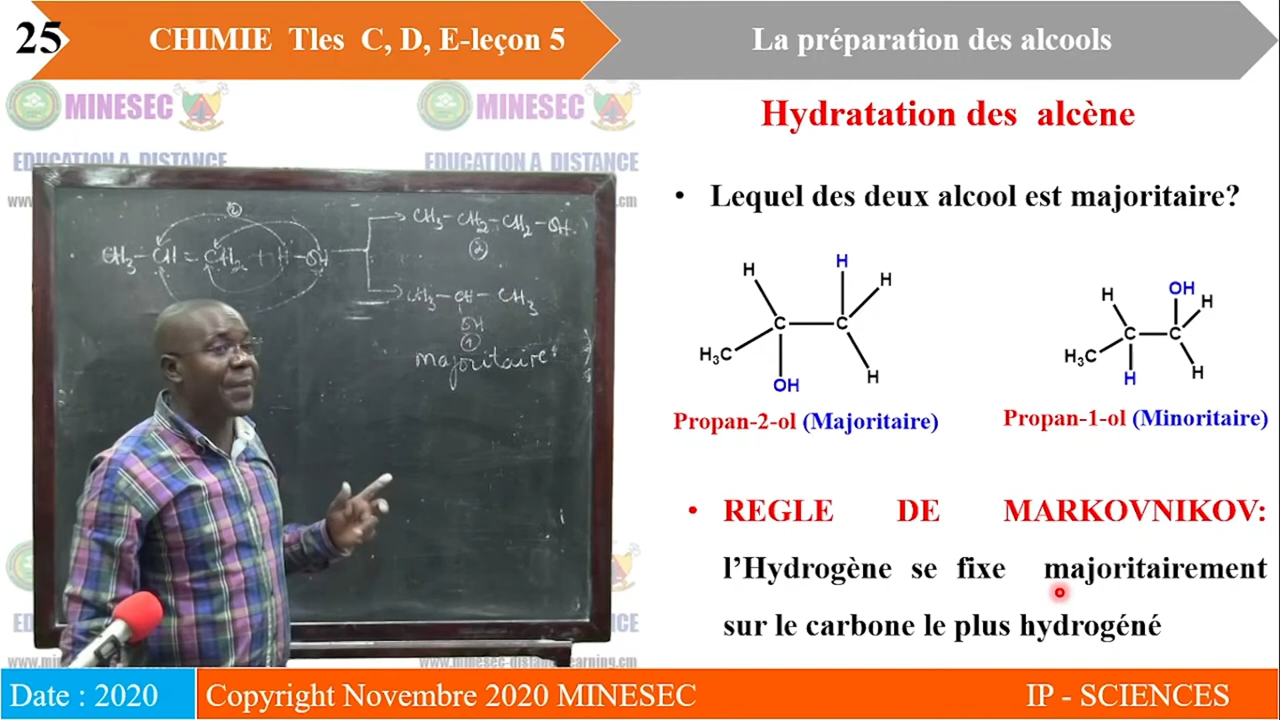 25
CHIMIE Tles C, D, E-leçon 5
La préparation des alcools
MINESEC
MINESEC
EDUCATION A DISTANCE
EDUCATION A DISTANCE
Hydratation des alcène
• Lequel des deux alcool est majoritaire?
CH3-CH=CH2 + H-OH
CH3-CH2-CH2-OH
②
CH3-CH-CH3
OH
①
majoritaire
H H H
H3C C C
OH H
H OH H
H3C C C
H H
Propan-2-ol (Majoritaire)
Propan-1-ol (Minoritaire)
• REGLE DE MARKOVNIKOV:
l’Hydrogène se fixe majoritairement
sur le carbone le plus hydrogéné
Date : 2020
Copyright Novembre 2020 MINESEC
IP - SCIENCES